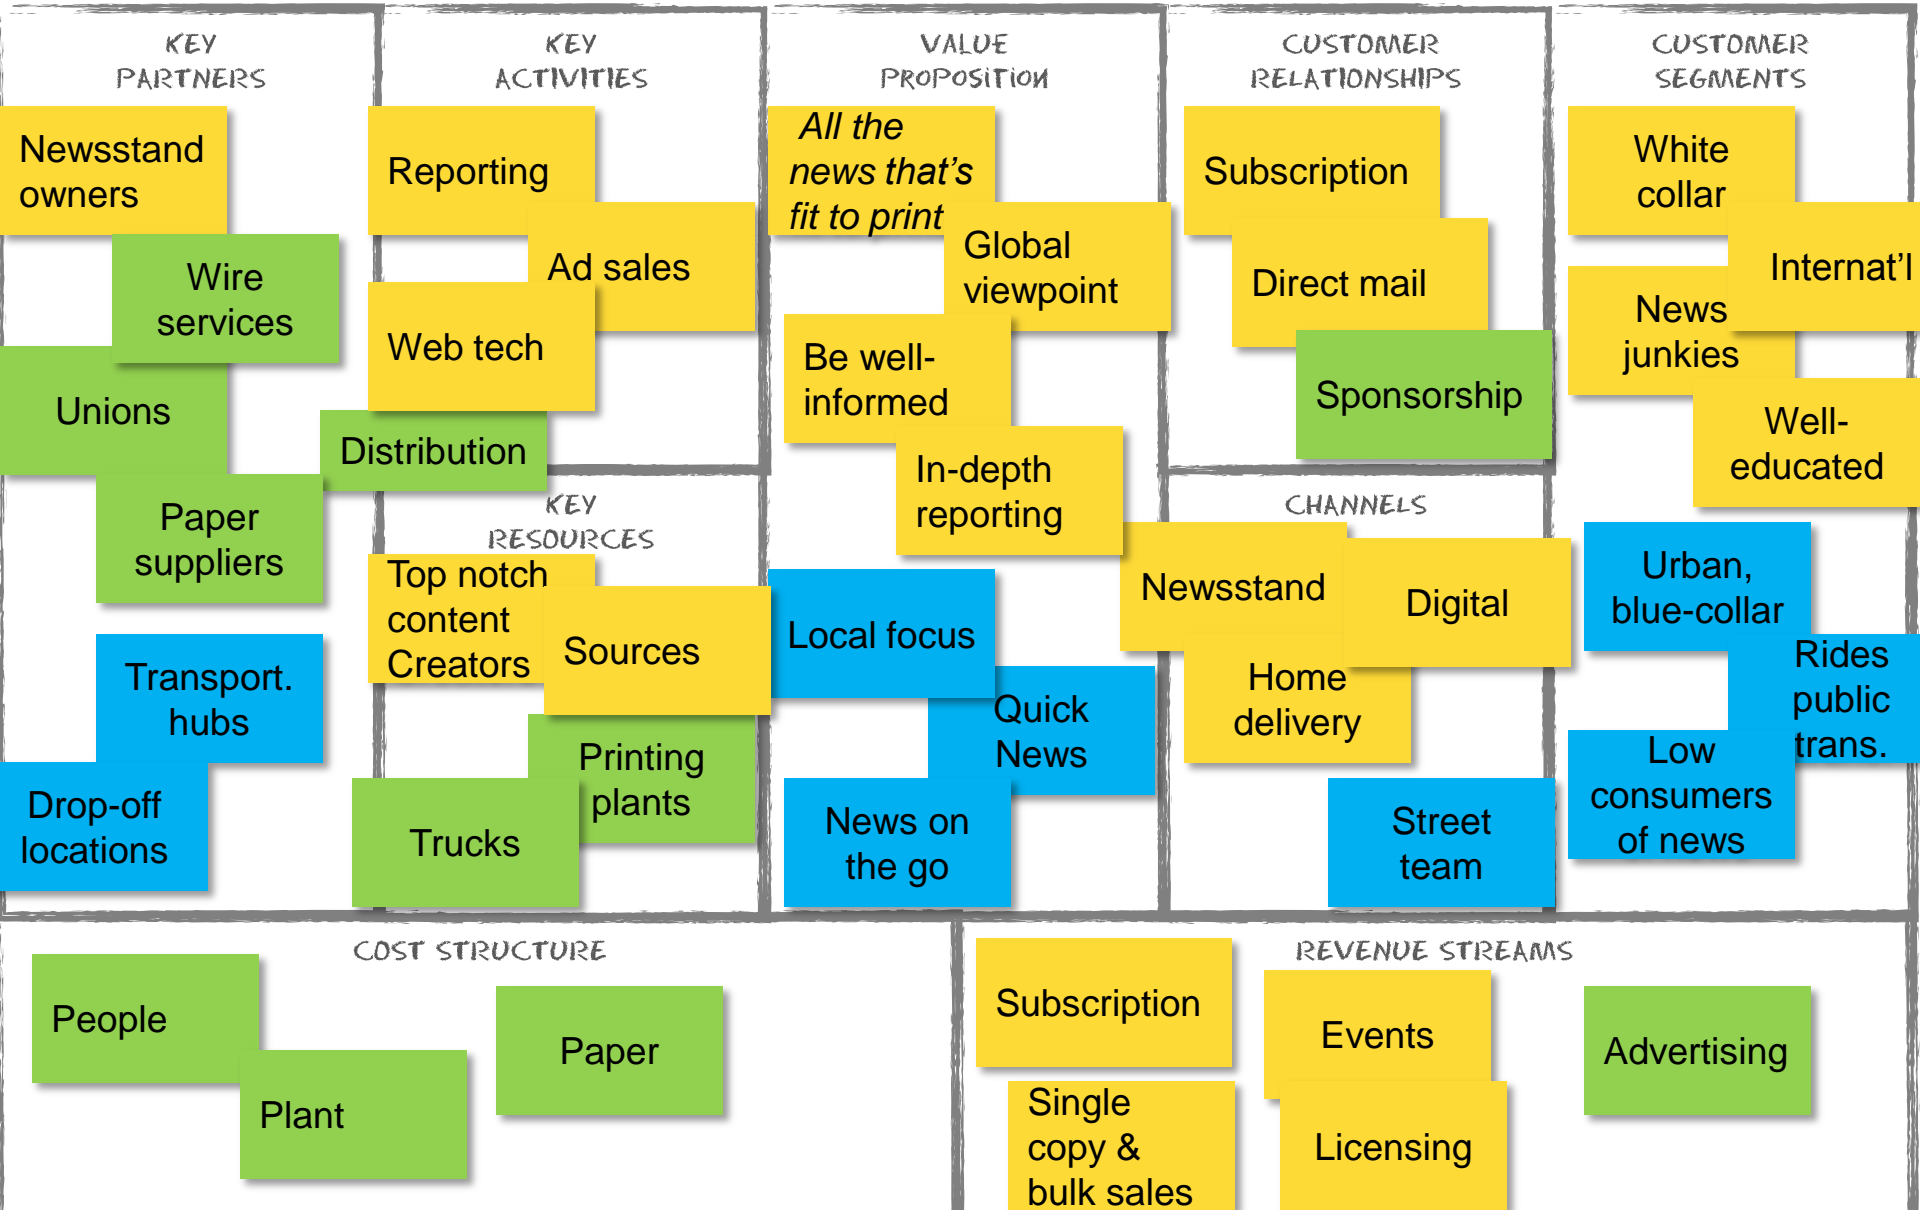 KEY
PARTNERS
Newsstand
owners
Wire
services
Unions
Paper
suppliers
Transport.
hubs
Drop-off
locations
KEY
ACTIVITIES
Reporting
Ad sales
Web tech
Distribution
KEY
RESOURCES
Top notch
content
Creators
Sources
Printing
plants
Trucks
VALUE
PROPOSITION
All the
news that’s
fit to print
Global
viewpoint
Be well-
informed
In-depth
reporting
Local focus
Quick
News
News on
the go
CUSTOMER
RELATIONSHIPS
Subscription
Direct mail
Sponsorship
CHANNELS
Newsstand
Digital
Home
delivery
Street
team
CUSTOMER
SEGMENTS
White
collar
Internat’l
News
junkies
Well-
educated
Urban,
blue-collar
Rides
public
trans.
Low
consumers
of news
COST STRUCTURE
People
Plant
Paper
REVENUE STREAMS
Subscription
Events
Advertising
Single
copy &
bulk sales
Licensing